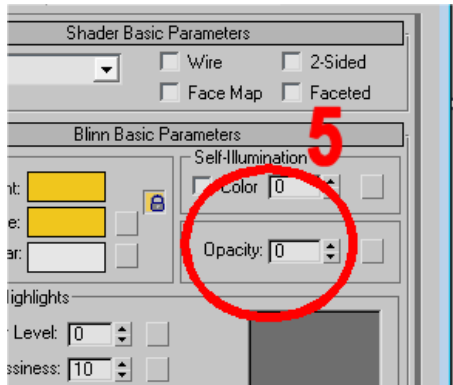 Shader Basic Parameters
Wire 2-Sided
Face Map Faceted
Blinn Basic Parameters
5
Self-Illumination
Color 0
Opacity: 0
Level: 0
10